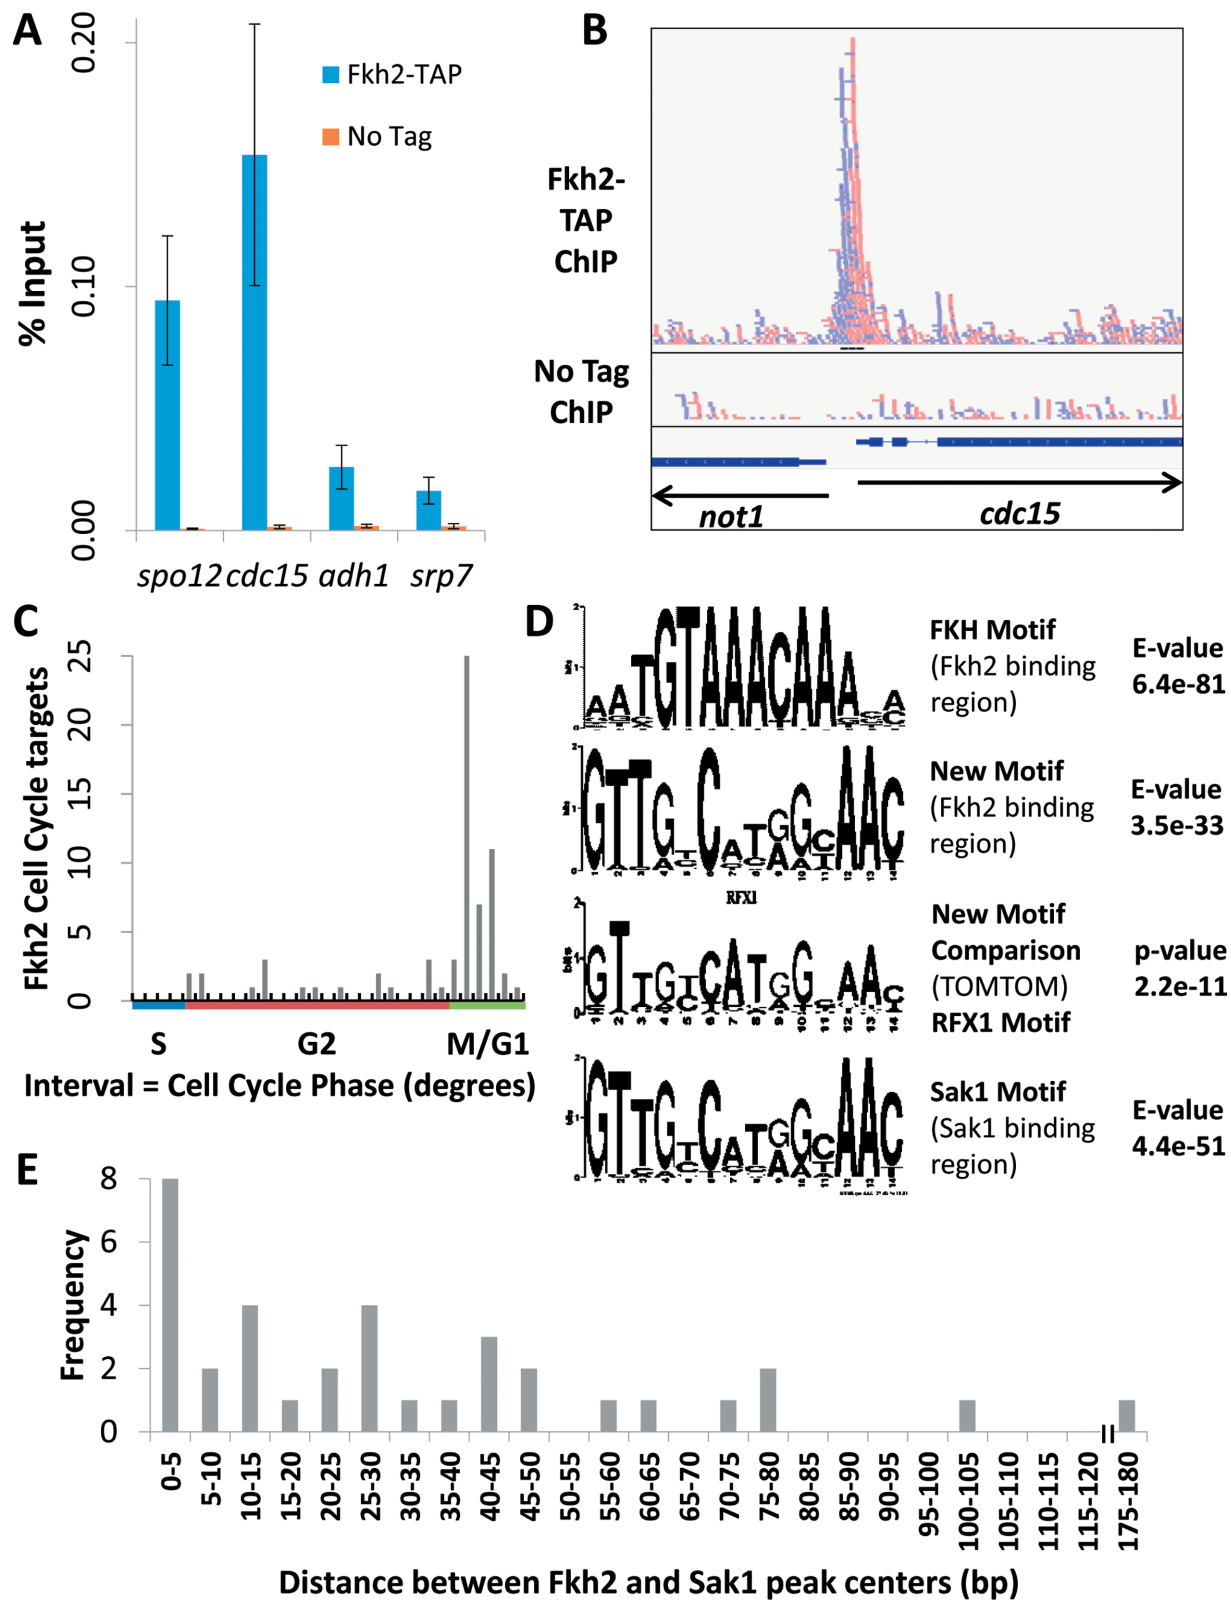 A
0.20
0.10
0.00
% Input
Fkh2-TAP
No Tag
spo12 cdc15 adh1 srp7
B
Fkh2-
TAP
ChIP
No Tag
ChIP
not1
cdc15
C
25
20
15
10
5
0
Fkh2 Cell Cycle targets
S G2 M/G1
Interval = Cell Cycle Phase (degrees)
D
FKH Motif
(Fkh2 binding
region)
E-value
6.4e-81
New Motif
(Fkh2 binding
region)
E-value
3.5e-33
RFX1
New Motif
Comparison
(TOMTOM)
RFX1 Motif
p-value
2.2e-11
Sak1 Motif
(Sak1 binding
region)
E-value
4.4e-51
E
8
6
4
2
0
Frequency
0-5 5-10 10-15 15-20 20-25 25-30 30-35 35-40 40-45 45-50 50-55 55-60 60-65 65-70 70-75 75-80 80-85 85-90 90-95 95-100 100-105 105-110 110-115 115-120 175-180
Distance between Fkh2 and Sak1 peak centers (bp)